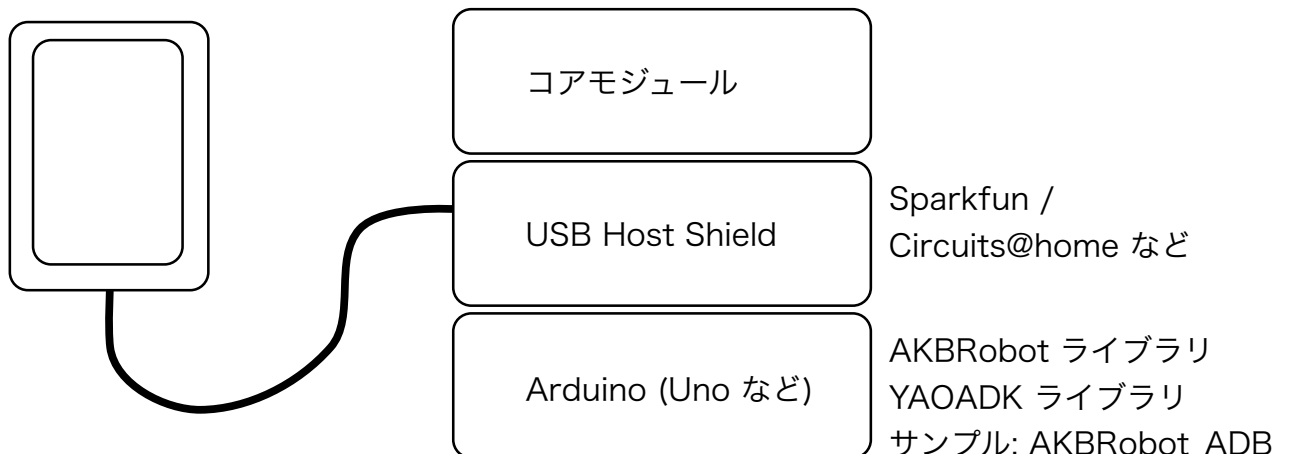 コアモジュール
USB Host Shield
Sparkfun /
Circuits@home など
Arduino (Uno など)
AKBRobot ライブラリ
YAOADK ライブラリ
サンプル: AKBRobot_ADB